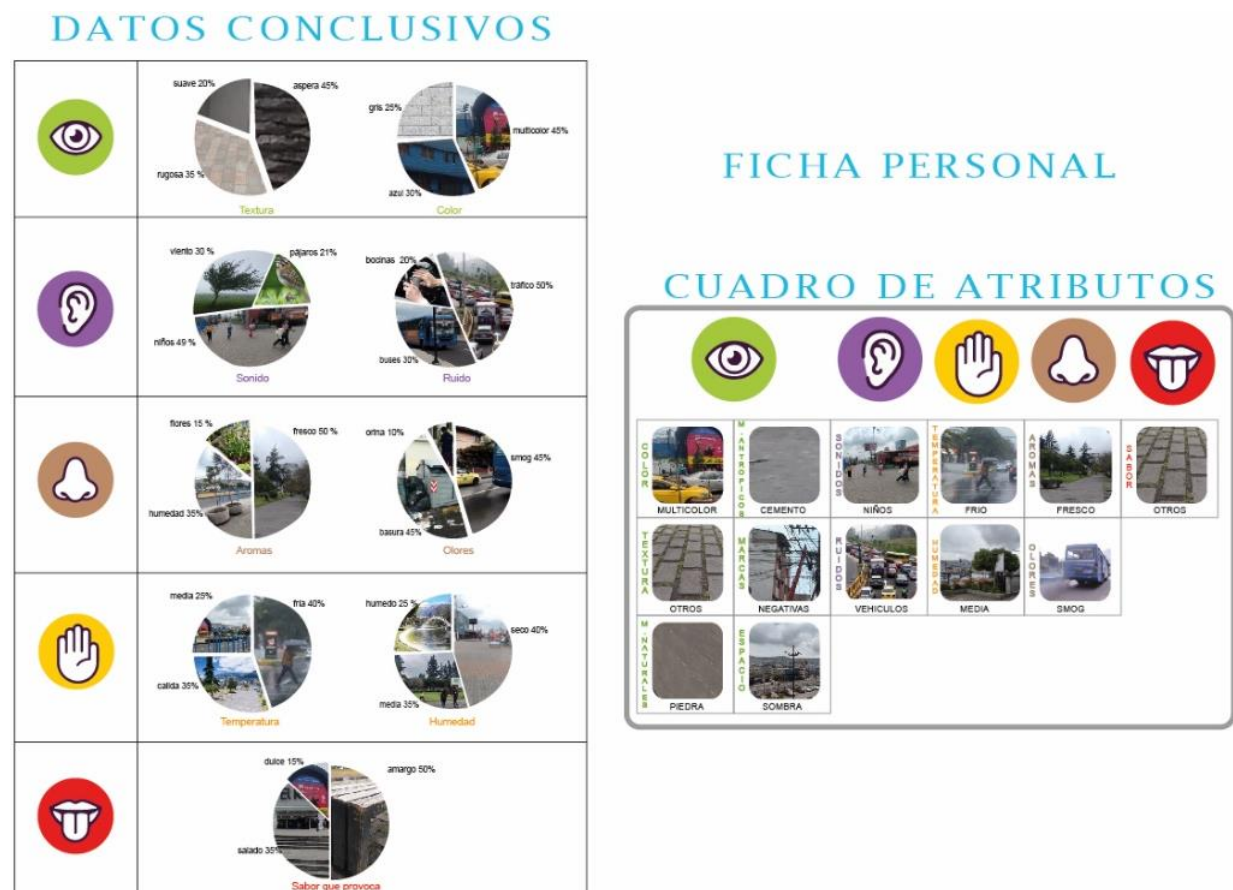 DATOS CONCLUSIVOS
suave 20%
aspera 45%
rugosa 35 %
Textura
gris 25%
multicolor 45%
azul 30%
Color
viento 30 %
pájaros 21%
niños 49 %
Sonido
bocinas 20%
tráfico 50%
buses 30%
Ruido
flores 15 %
fresco 50 %
humedad 35%
Aromas
orina 10%
smog 45%
basura 45%
Olores
media 25%
fria 40%
calida 35%
Temperatura
humedo 25 %
seco 40%
media 35%
Humedad
dulce 15%
amargo 50%
salado 35%
Sabor que provoca
FICHA PERSONAL
CUADRO DE ATRIBUTOS
COLOR
MULTICOLOR
M-ANTROPICOS
CEMENTO
SONIDOS
NIÑOS
TEMPERATURA
FRIO
AROMAS
FRESCO
SABOR
OTROS
TEXTURA
OTROS
MARCAS
NEGATIVAS
RUIDOS
VEHICULOS
HUMEDAD
MEDIA
OLORES
SMOG
M-NATURALES
PIEDRA
ESPACIO
SOMBRA